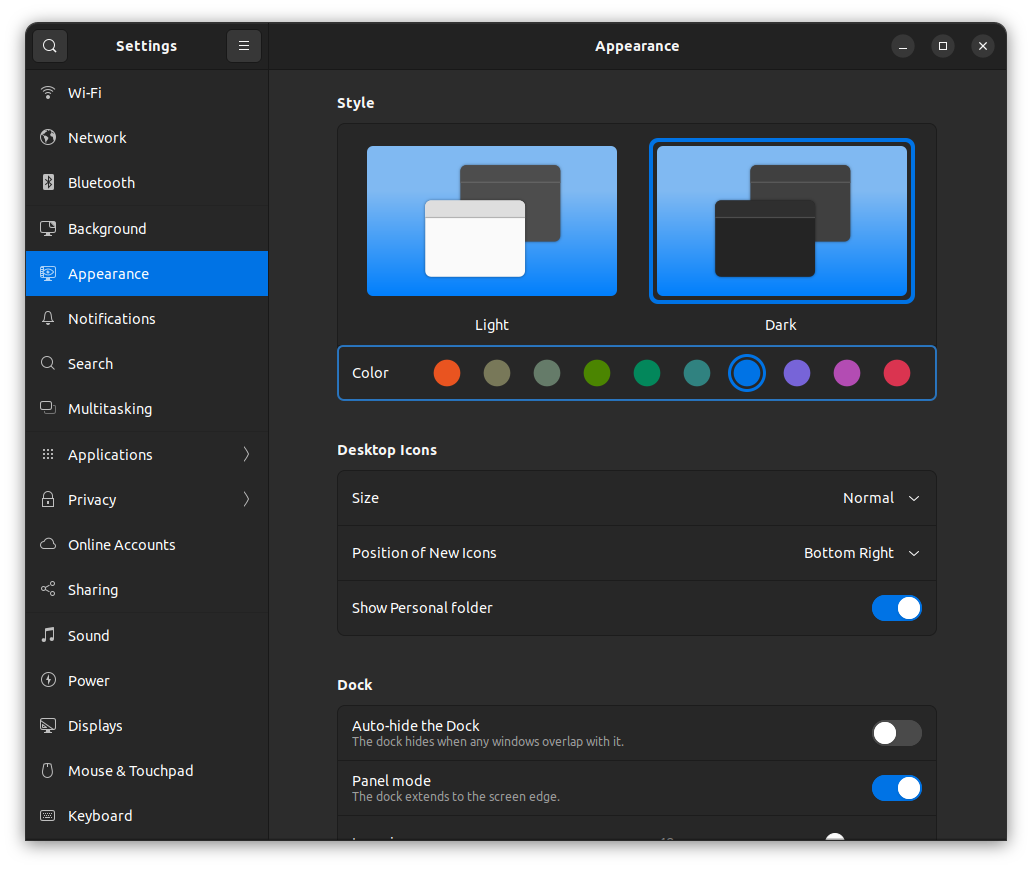 Settings
Appearance
Wi-Fi
Network
Bluetooth
Background
Appearance
Notifications
Search
Multitasking
Applications
Privacy
Online Accounts
Sharing
Sound
Power
Displays
Mouse & Touchpad
Keyboard
Style
Light
Dark
Color
Desktop Icons
Size
Normal
Position of New Icons
Bottom Right
Show Personal folder
Dock
Auto-hide the Dock
The dock hides when any windows overlap with it.
Panel mode
The dock extends to the screen edge.